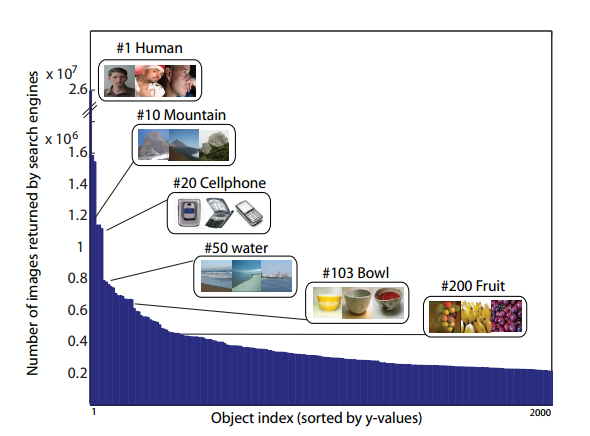 #1 Human
x 10⁷
2.6
#10 Mountain
x 10⁶
1.6
#20 Cellphone
1.4
1.2
#50 water
1
#103 Bowl
0.8
#200 Fruit
0.6
0.4
0.2
1
2000
Object index (sorted by y-values)
Number of images returned by search engines